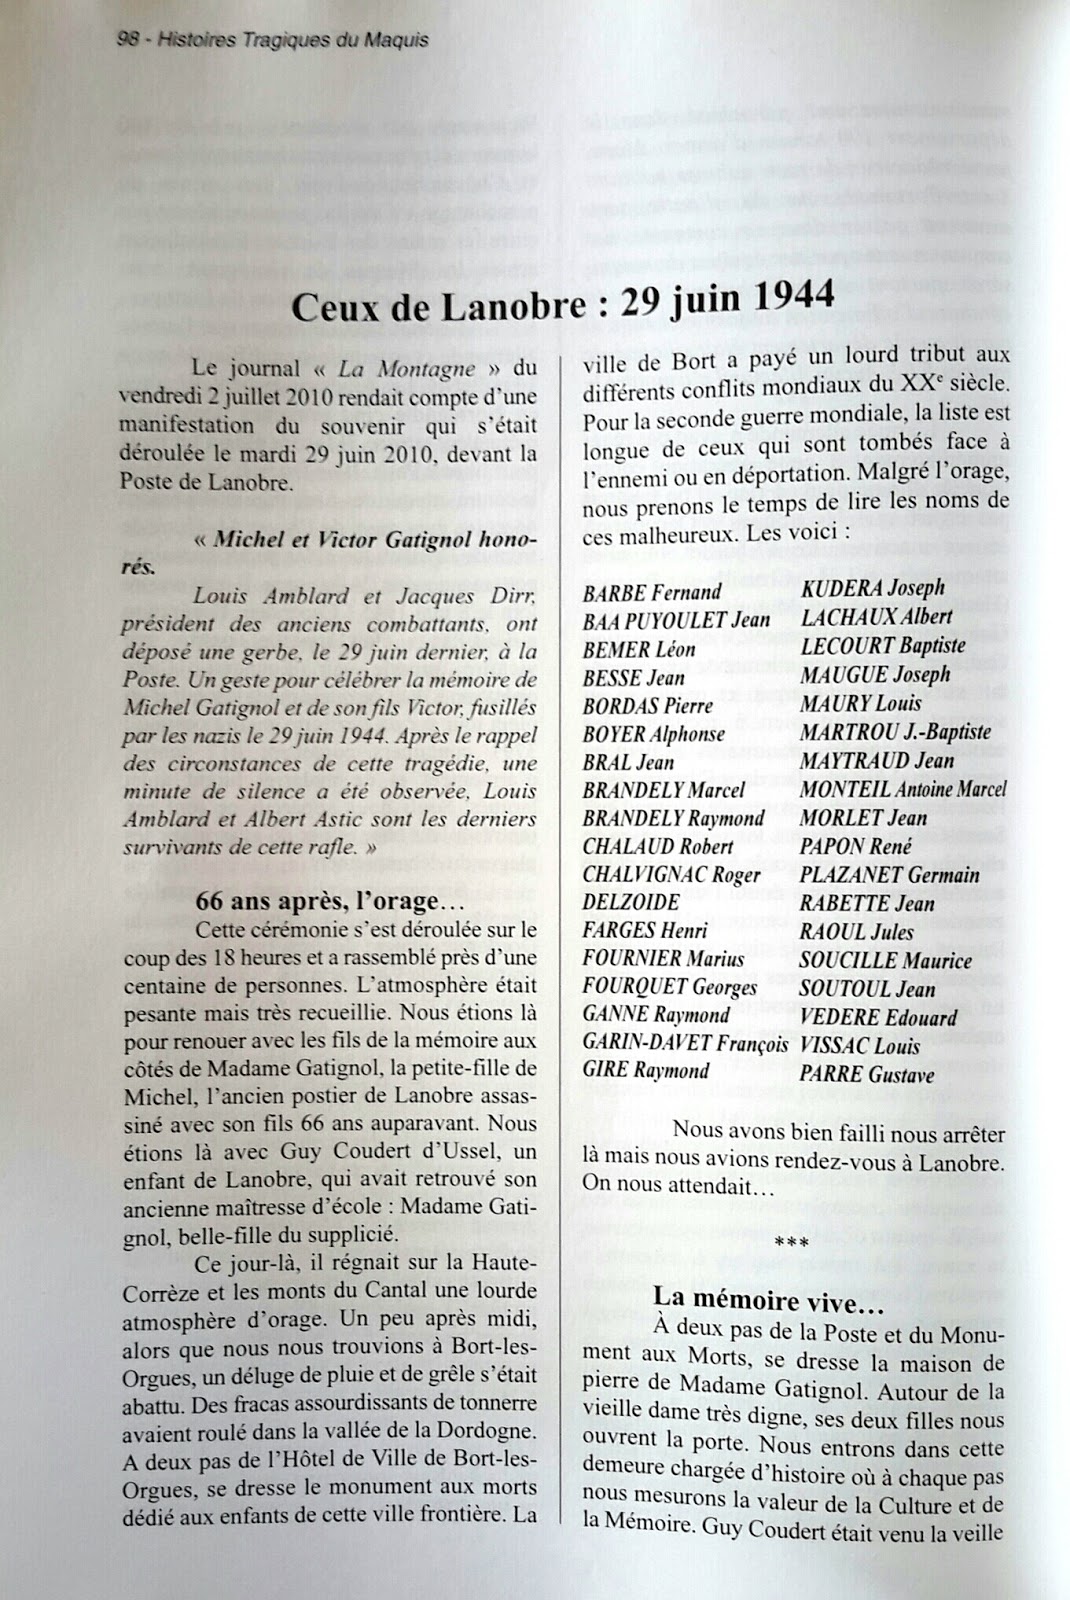 98 - Histoires Tragiques du Maquis
Ceux de Lanobre : 29 juin 1944
Le journal « La Montagne » du
vendredi 2 juillet 2010 rendait compte d’une
manifestation du souvenir qui s’était
déroulée le mardi 29 juin 2010, devant la
Poste de Lanobre.
« Michel et Victor Gatignol hono-
rés.
Louis Amblard et Jacques Dirr,
président des anciens combattants, ont
déposé une gerbe, le 29 juin dernier, à la
Poste. Un geste pour célébrer la mémoire de
Michel Gatignol et de son fils Victor, fusillés
par les nazis le 29 juin 1944. Après le rappel
des circonstances de cette tragédie, une
minute de silence a été observée, Louis
Amblard et Albert Astic sont les derniers
survivants de cette rafle. »
66 ans après, l’orage…
Cette cérémonie s’est déroulée sur le
coup des 18 heures et a rassemblé près d’une
centaine de personnes. L’atmosphère était
pesante mais très recueillie. Nous étions là
pour renouer avec les fils de la mémoire aux
côtés de Madame Gatignol, la petite-fille de
Michel, l’ancien postier de Lanobre assas-
siné avec son fils 66 ans auparavant. Nous
étions là avec Guy Coudert d’Ussel, un
enfant de Lanobre, qui avait retrouvé son
ancienne maîtresse d’école : Madame Gati-
gnol, belle-fille du supplicié.
Ce jour-là, il régnait sur la Haute-
Corrèze et les monts du Cantal une lourde
atmosphère d’orage. Un peu après midi,
alors que nous nous trouvions à Bort-les-
Orgues, un déluge de pluie et de grêle s’était
abattu. Des fracas assourdissants de tonnerre
avaient roulé dans la vallée de la Dordogne.
A deux pas de l’Hôtel de Ville de Bort-les-
Orgues, se dresse le monument aux morts
dédié aux enfants de cette ville frontière. La
ville de Bort a payé un lourd tribut aux
différents conflits mondiaux du XXe siècle.
Pour la seconde guerre mondiale, la liste est
longue de ceux qui sont tombés face à
l’ennemi ou en déportation. Malgré l’orage,
nous prenons le temps de lire les noms de
ces malheureux. Les voici :
BARBE Fernand
BAA PUYOULET Jean
BEMER Léon
BESSE Jean
BORDAS Pierre
BOYER Alphonse
BRAL Jean
BRANDELY Marcel
BRANDELY Raymond
CHALAUD Robert
CHALVIGNAC Roger
DELZOIDE
FARGES Henri
FOURNIER Marius
FOURQUET Georges
GANNE Raymond
GARIN-DAVET François
GIRE Raymond
KUDERA Joseph
LACHAUX Albert
LECOURT Baptiste
MAUGUE Joseph
MAURY Louis
MARTROU J.-Baptiste
MAYTRAUD Jean
MONTEIL Antoine Marcel
MORLET Jean
PAPON René
PLAZANET Germain
RABETTE Jean
RAOUL Jules
SOUCILLE Maurice
SOUTOUL Jean
VEDERE Edouard
VISSAC Louis
PARRE Gustave
Nous avons bien failli nous arrêter
là mais nous avions rendez-vous à Lanobre.
On nous attendait…
***
La mémoire vive…
À deux pas de la Poste et du Monu-
ment aux Morts, se dresse la maison de
pierre de Madame Gatignol. Autour de la
vieille dame très digne, ses deux filles nous
ouvrent la porte. Nous entrons dans cette
demeure chargée d’histoire où à chaque pas
nous mesurons la valeur de la Culture et de
la Mémoire. Guy Coudert était venu la veille